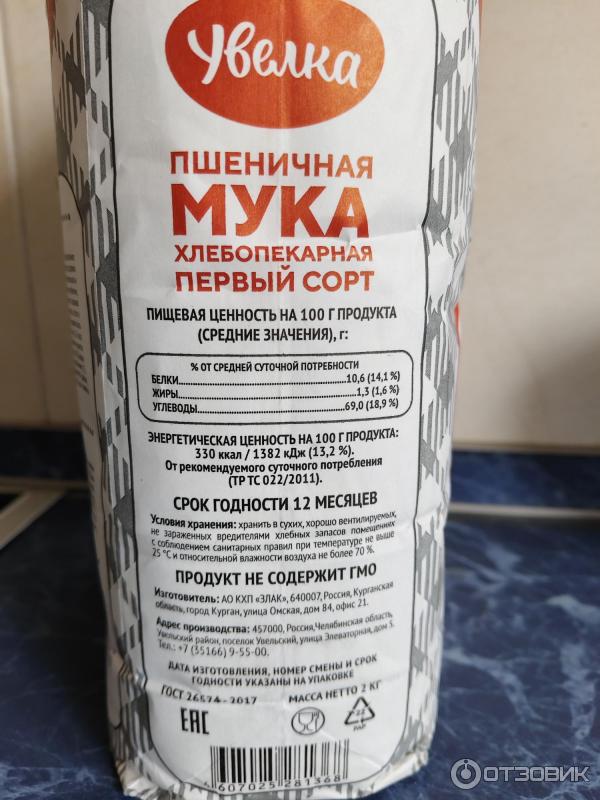 Увелка
ПШЕНИЧНАЯ
МУКА
ХЛЕБОПЕКАРНАЯ
ПЕРВЫЙ СОРТ
ПИЩЕВАЯ ЦЕННОСТЬ НА 100 Г ПРОДУКТА
(СРЕДНИЕ ЗНАЧЕНИЯ), г:
% ОТ СРЕДНЕЙ СУТОЧНОЙ ПОТРЕБНОСТИ
БЕЛКИ......10,6 (14,1 %)
ЖИРЫ......1,3 (1,6 %)
УГЛЕВОДЫ......69,0 (18,9 %)
ЭНЕРГЕТИЧЕСКАЯ ЦЕННОСТЬ НА 100 Г ПРОДУКТА:
330 ккал / 1382 кДж (13,2 %).
От рекомендуемого суточного потребления
(ТР ТС 022/2011).
СРОК ГОДНОСТИ 12 МЕСЯЦЕВ
Условия хранения: хранить в сухих, хорошо вентилируемых,
не зараженных вредителями хлебных запасов помещениях
с соблюдением санитарных правил при температуре не выше
25 °С и относительной влажности воздуха не более 70 %.
ПРОДУКТ НЕ СОДЕРЖИТ ГМО
Изготовитель: АО КХП "ЗЛАК", 640007, Россия, Курганская
область, город Курган, улица Омская, дом 84, офис 21.
Адрес производства: 457000, Россия, Челябинская область,
Увельский район, поселок Увельский, улица Элеваторная, дом 5.
Тел.: +7 (35166) 9-55-00.
ДАТА ИЗГОТОВЛЕНИЯ, НОМЕР СМЕНЫ И СРОК
ГОДНОСТИ УКАЗАНЫ НА УПАКОВКЕ
ГОСТ 26574-2017 МАССА НЕТТО 2 КГ
ЕАС
22
PAP
4607025281368
ОТЗОВИК